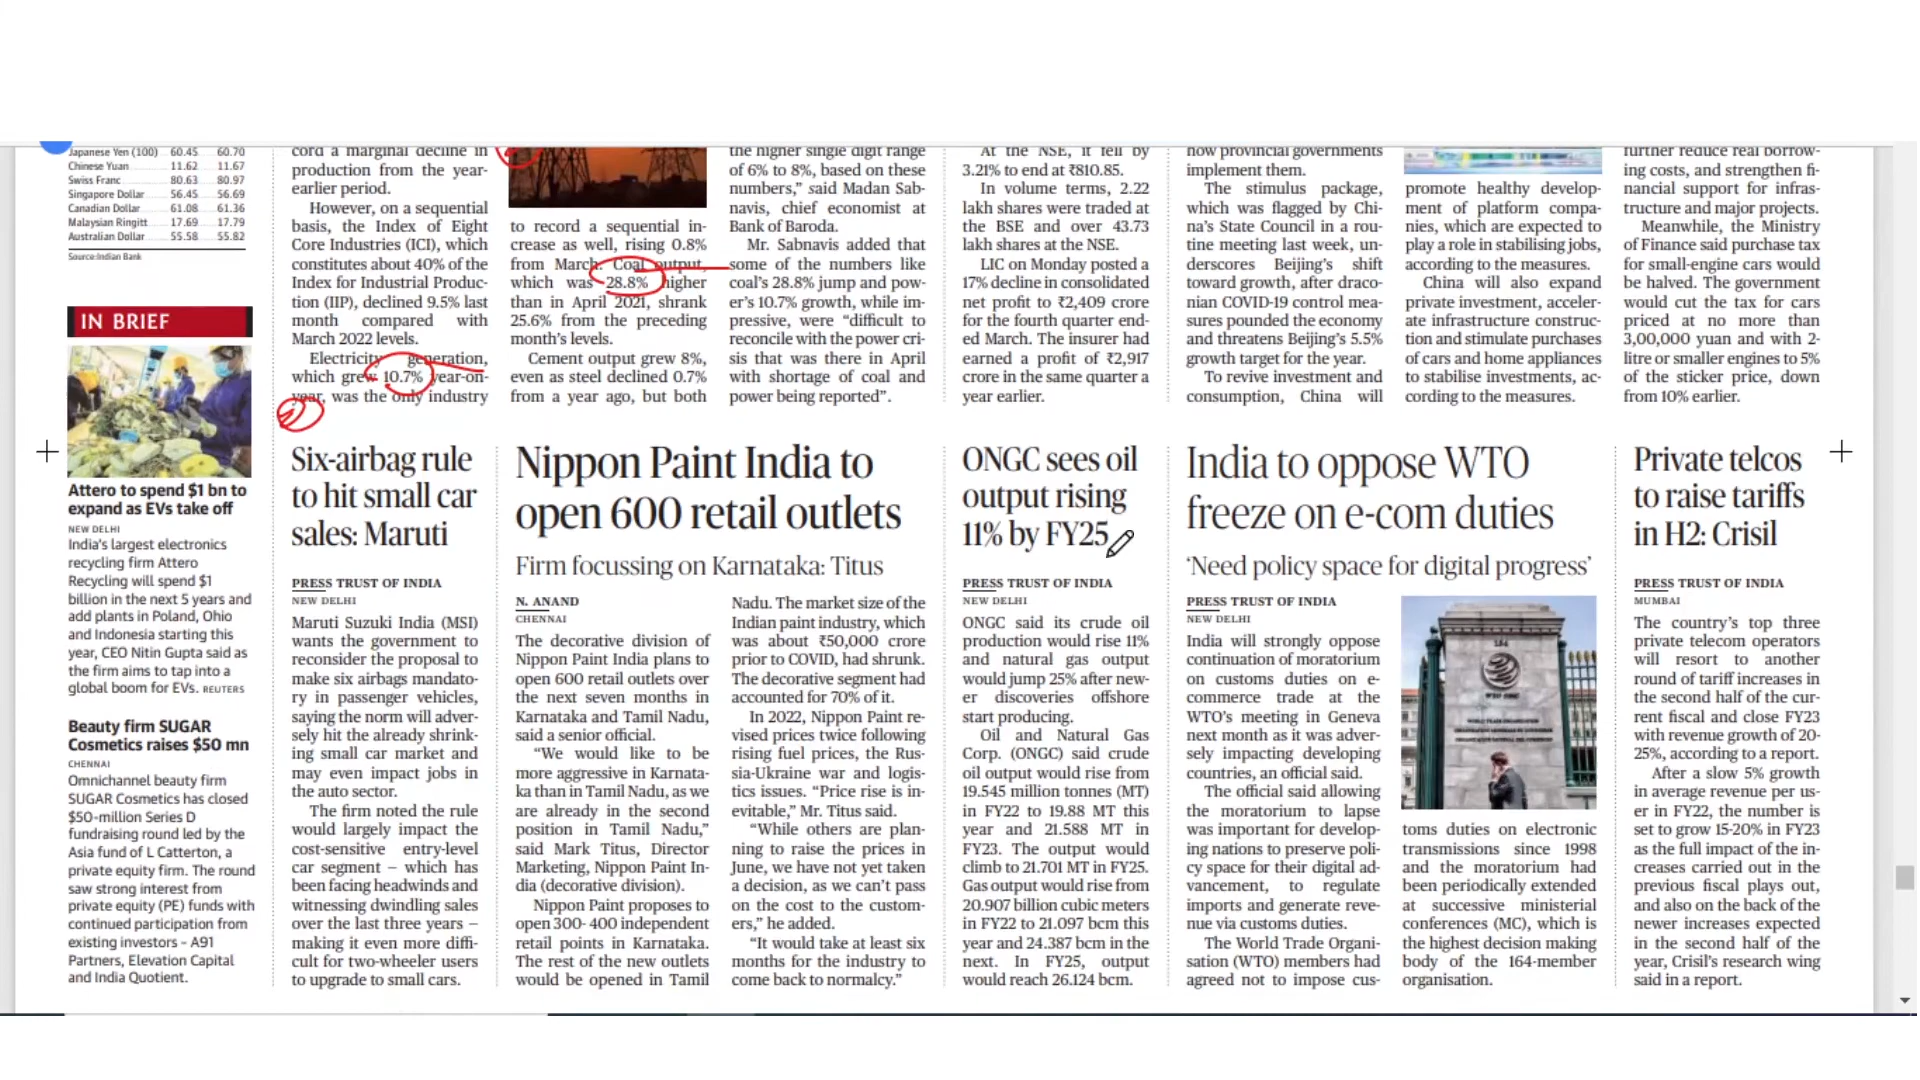 Japanese Yen (100) 60.45 60.70
Chinese Yuan 11.62 11.67
Swiss Franc 80.63 80.97
Singapore Dollar 56.45 56.69
Canadian Dollar 61.08 61.36
Malaysian Ringitt 17.69 17.79
Australian Dollar 55.58 55.82
Source:Indian Bank
IN BRIEF
Attero to spend $1 bn to
expand as EVs take off
NEW DELHI
India's largest electronics
recycling firm Attero
Recycling will spend $1
billion in the next 5 years and
add plants in Poland, Ohio
and Indonesia starting this
year, CEO Nitin Gupta said as
the firm aims to tap into a
global boom for EVs. REUTERS
Beauty firm SUGAR
Cosmetics raises $50 mn
CHENNAI
Omnichannel beauty firm
SUGAR Cosmetics has closed
$50-million Series D
fundraising round led by the
Asia fund of L Catterton, a
private equity firm. The round
saw strong interest from
private equity (PE) funds with
continued participation from
existing investors - A91
Partners, Elevation Capital
and India Quotient.
cord a marginal decline in
production from the year-
earlier period.
However, on a sequential
basis, the Index of Eight
Core Industries (ICI), which
constitutes about 40% of the
Index for Industrial Produc-
tion (IIP), declined 9.5% last
month compared with
March 2022 levels.
Electricity generation,
which grew 10.7% year-on-
year, was the only industry
to record a sequential in-
crease as well, rising 0.8%
from March. Coal output,
which was 28.8% higher
than in April 2021, shrank
25.6% from the preceding
month's levels.
Cement output grew 8%,
even as steel declined 0.7%
from a year ago, but both
the higher single digit range
of 6% to 8%, based on these
numbers," said Madan Sab-
navis, chief economist at
Bank of Baroda.
Mr. Sabnavis added that
some of the numbers like
coal's 28.8% jump and pow-
er's 10.7% growth, while im-
pressive, were "difficult to
reconcile with the power cri-
sis that was there in April
with shortage of coal and
power being reported".
At the NSE, it fell by
3.21% to end at ₹810.85.
In volume terms, 2.22
lakh shares were traded at
the BSE and over 43.73
lakh shares at the NSE.
LIC on Monday posted a
17% decline in consolidated
net profit to ₹2,409 crore
for the fourth quarter end-
ed March. The insurer had
earned a profit of ₹2,917
crore in the same quarter a
year earlier.
how provincial governments
implement them.
The stimulus package,
which was flagged by Chi-
na's State Council in a rou-
tine meeting last week, un-
derscores Beijing's shift
toward growth, after draco-
nian COVID-19 control mea-
sures pounded the economy
and threatens Beijing's 5.5%
growth target for the year.
To revive investment and
consumption, China will
promote healthy develop-
ment of platform compa-
nies, which are expected to
play a role in stabilising jobs,
according to the measures.
China will also expand
private investment, acceler-
ate infrastructure construc-
tion and stimulate purchases
of cars and home appliances
to stabilise investments, ac-
cording to the measures.
further reduce real borrow-
ing costs, and strengthen fi-
nancial support for infras-
tructure and major projects.
Meanwhile, the Ministry
of Finance said purchase tax
for small-engine cars would
be halved. The government
would cut the tax for cars
priced at no more than
3,00,000 yuan and with 2-
litre or smaller engines to 5%
of the sticker price, down
from 10% earlier.
Six-airbag rule
to hit small car
sales: Maruti
PRESS TRUST OF INDIA
NEW DELHI
Maruti Suzuki India (MSI)
wants the government to
reconsider the proposal to
make six airbags mandato-
ry in passenger vehicles,
saying the norm will adver-
sely hit the already shrink-
ing small car market and
may even impact jobs in
the auto sector.
The firm noted the rule
would largely impact the
cost-sensitive entry-level
car segment – which has
been facing headwinds and
witnessing dwindling sales
over the last three years –
making it even more diffi-
cult for two-wheeler users
to upgrade to small cars.
Nippon Paint India to
open 600 retail outlets
Firm focussing on Karnataka: Titus
N. ANAND
CHENNAI
The decorative division of
Nippon Paint India plans to
open 600 retail outlets over
the next seven months in
Karnataka and Tamil Nadu,
said a senior official.
"We would like to be
more aggressive in Karnata-
ka than in Tamil Nadu, as we
are already in the second
position in Tamil Nadu,"
said Mark Titus, Director
Marketing, Nippon Paint In-
dia (decorative division).
Nippon Paint proposes to
open 300- 400 independent
retail points in Karnataka.
The rest of the new outlets
would be opened in Tamil
Nadu. The market size of the
Indian paint industry, which
was about ₹50,000 crore
prior to COVID, had shrunk.
The decorative segment had
accounted for 70% of it.
In 2022, Nippon Paint re-
vised prices twice following
rising fuel prices, the Rus-
sia-Ukraine war and logis-
tics issues. "Price rise is in-
evitable," Mr. Titus said.
"While others are plan-
ning to raise the prices in
June, we have not yet taken
a decision, as we can't pass
on the cost to the custom-
ers," he added.
"It would take at least six
months for the industry to
come back to normalcy."
ONGC sees oil
output rising
11% by FY25
PRESS TRUST OF INDIA
NEW DELHI
ONGC said its crude oil
production would rise 11%
and natural gas output
would jump 25% after new-
er discoveries offshore
start producing.
Oil and Natural Gas
Corp. (ONGC) said crude
oil output would rise from
19.545 million tonnes (MT)
in FY22 to 19.88 MT this
year and 21.588 MT in
FY23. The output would
climb to 21.701 MT in FY25.
Gas output would rise from
20.907 billion cubic meters
in FY22 to 21.097 bcm this
year and 24.387 bcm in the
next. In FY25, output
would reach 26.124 bcm.
India to oppose WTO
freeze on e-com duties
'Need policy space for digital progress'
PRESS TRUST OF INDIA
NEW DELHI
India will strongly oppose
continuation of moratorium
on customs duties on e-
commerce trade at the
WTO's meeting in Geneva
next month as it was adver-
sely impacting developing
countries, an official said.
The official said allowing
the moratorium to lapse
was important for develop-
ing nations to preserve poli-
cy space for their digital ad-
vancement, to regulate
imports and generate reve-
nue via customs duties.
The World Trade Organi-
sation (WTO) members had
agreed not to impose cus-
WTO OMC
toms duties on electronic
transmissions since 1998
and the moratorium had
been periodically extended
at successive ministerial
conferences (MC), which is
the highest decision making
body of the 164-member
organisation.
Private telcos
to raise tariffs
in H2: Crisil
PRESS TRUST OF INDIA
MUMBAI
The country's top three
private telecom operators
will resort to another
round of tariff increases in
the second half of the cur-
rent fiscal and close FY23
with revenue growth of 20-
25%, according to a report.
After a slow 5% growth
in average revenue per us-
er in FY22, the number is
set to grow 15-20% in FY23
as the full impact of the in-
creases carried out in the
previous fiscal plays out,
and also on the back of the
newer increases expected
in the second half of the
year, Crisil's research wing
said in a report.